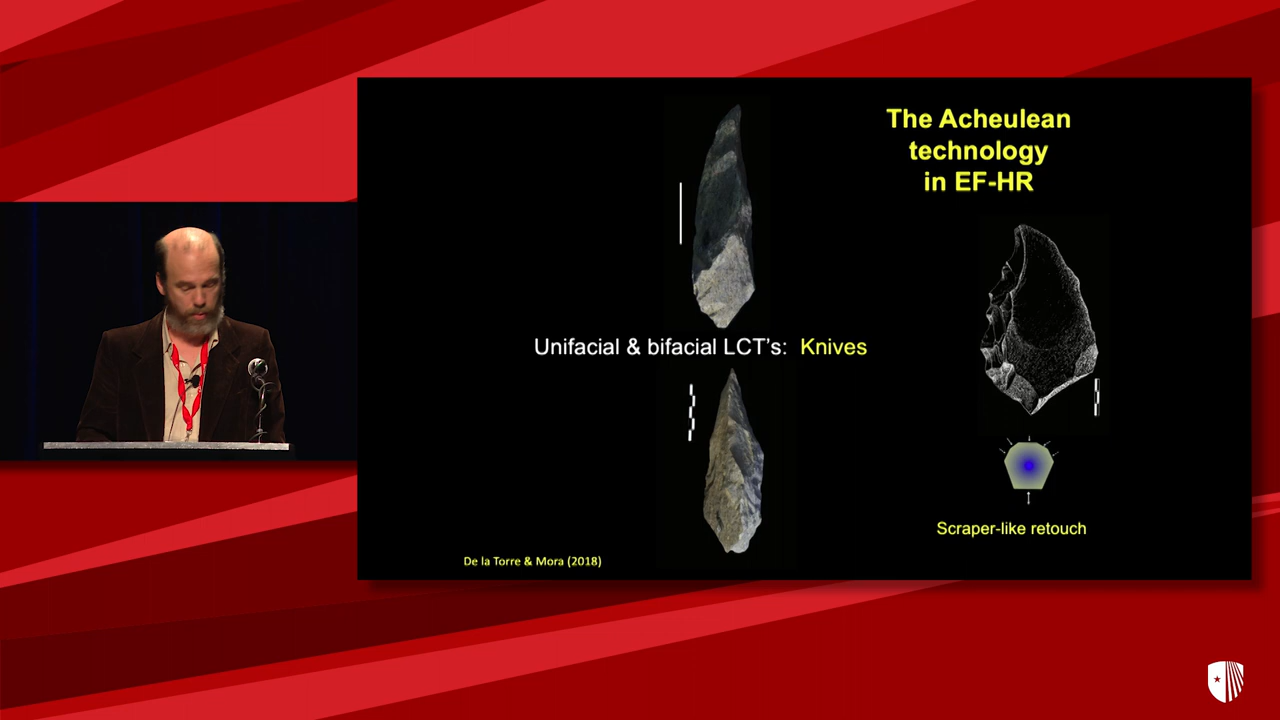 The Acheulean
technology
in EF-HR
Unifacial & bifacial LCT's: Knives
Scraper-like retouch
De la Torre & Mora (2018)